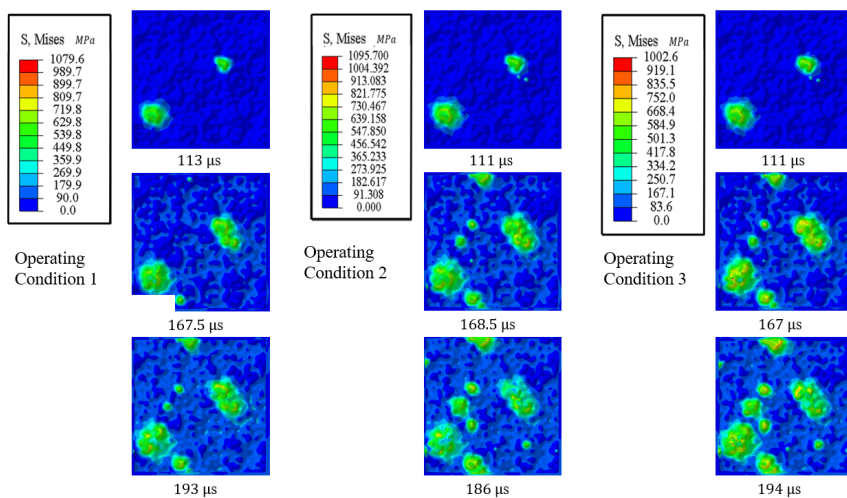 S, Mises MPa
1079.6
989.7
899.7
809.7
719.8
629.8
539.8
449.8
359.9
269.9
179.9
90.0
0.0
Operating
Condition 1
113 μs
167.5 μs
193 μs
S, Mises MPa
1095.700
1004.392
913.083
821.775
730.467
639.158
547.850
456.542
365.233
273.925
182.617
91.308
0.000
Operating
Condition 2
111 μs
168.5 μs
186 μs
S, Mises MPa
1002.6
919.1
835.5
752.0
668.4
584.9
501.3
417.8
334.2
250.7
167.1
83.6
0.0
Operating
Condition 3
111 μs
167 μs
194 μs